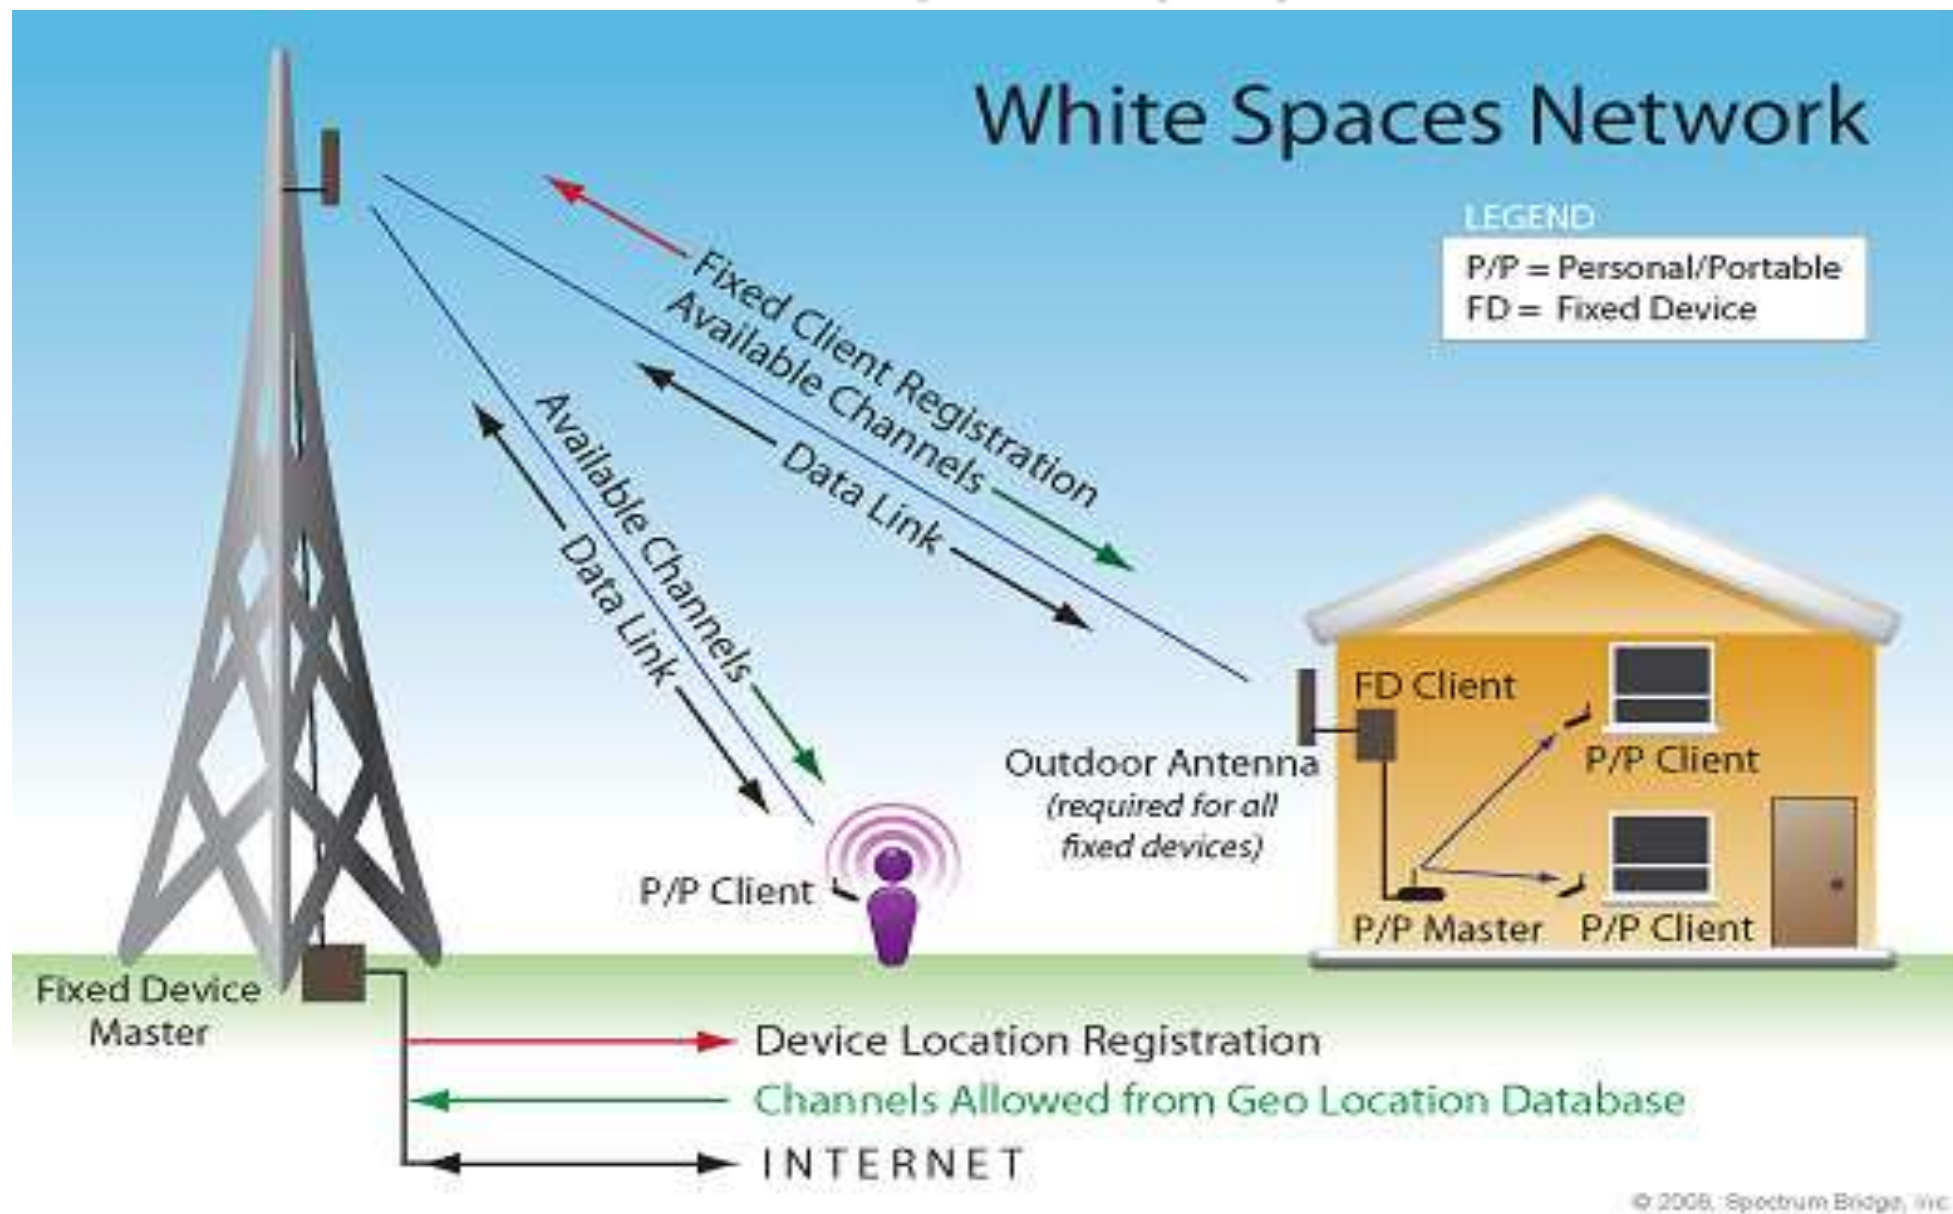 White Spaces Network
LEGEND
P/P = Personal/Portable
FD = Fixed Device
Fixed Client Registration
Available Channels
Data Link
Available Channels
Data Link
FD Client
P/P Client
Outdoor Antenna
(required for all
fixed devices)
P/P Client
P/P Master
P/P Client
Fixed Device
Master
Device Location Registration
Channels Allowed from Geo Location Database
INTERNET
Spectrum Bridge, Inc